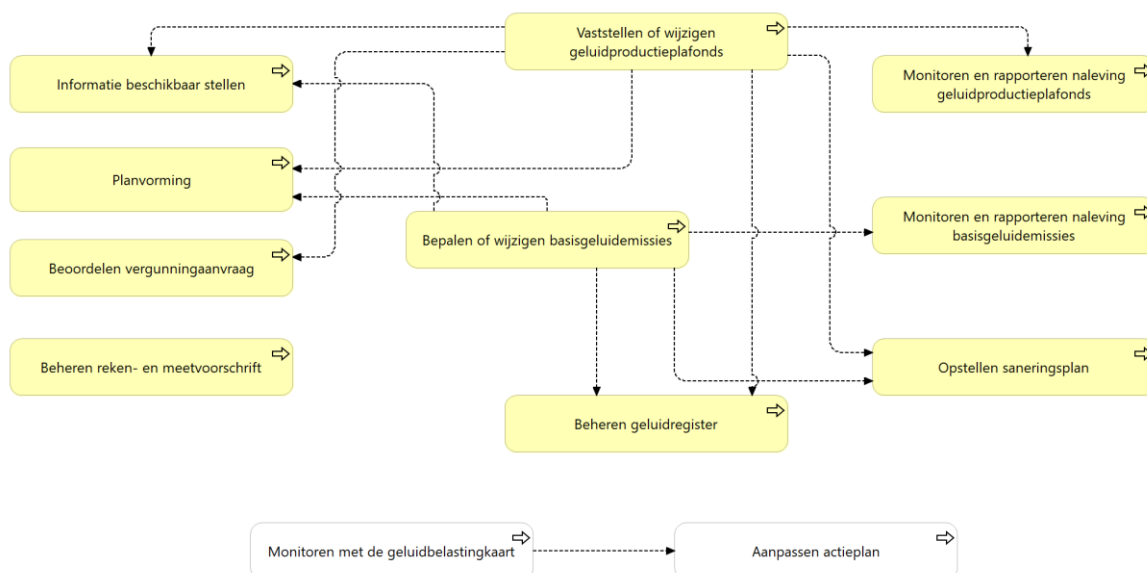 Vaststellen of wijzigen
geluidproductieplafonds
Informatie beschikbaar stellen
Monitoren en rapporteren naleving
geluidproductieplafonds
Planvorming
Bepalen of wijzigen basisgeluidemissies
Monitoren en rapporteren naleving
basisgeluidemissies
Beoordelen vergunningaanvraag
Beheren reken- en meetvoorschrift
Opstellen saneringsplan
Beheren geluidregister
Monitoren met de geluidbelastingkaart
Aanpassen actieplan